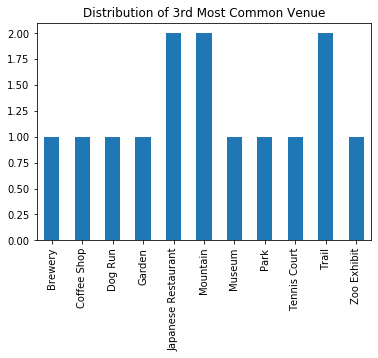 Distribution of 3rd Most Common Venue
2.00
1.75
1.50
1.25
1.00
0.75
0.50
0.25
0.00
Brewery
Coffee Shop
Dog Run
Garden
Japanese Restaurant
Mountain
Museum
Park
Tennis Court
Trail
Zoo Exhibit